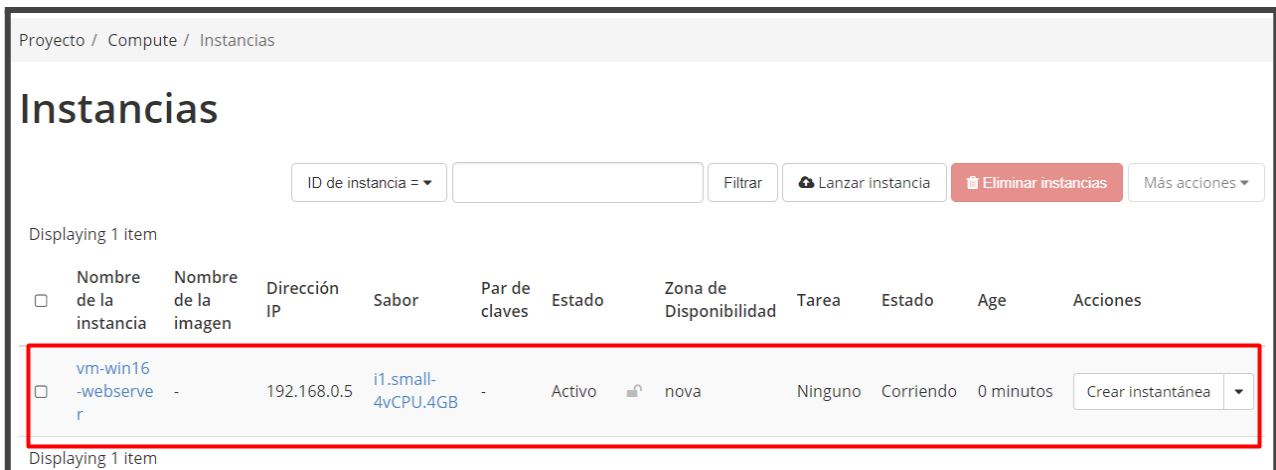 Proyecto / Compute / Instancias
Instancias
ID de instancia = Filtrar Lanzar instancia Eliminar instancias Más acciones
Displaying 1 item
Nombre de la instancia Nombre de la imagen Dirección IP Sabor Par de claves Estado Zona de Disponibilidad Tarea Estado Age Acciones
vm-win16-webserver - 192.168.0.5 i1.small-4vCPU.4GB - Activo nova Ninguno Corriendo 0 minutos Crear instantánea
Displaying 1 item